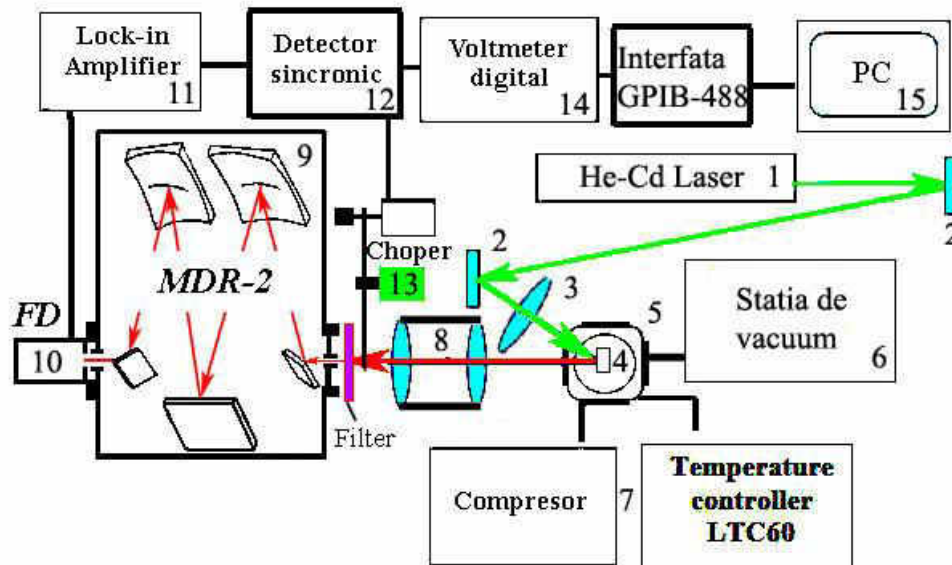 Lock-in
Amplifier
11
Detector
sincronic
12
Voltmeter
digital
14
Interfata
GPIB-488
PC
15
9
He-Cd Laser 1
2
Choper
13
2
3
MDR-2
FD
10
8
5
4
Statia de
vacuum
6
Filter
Compresor
7
Temperature
controller
LTC60